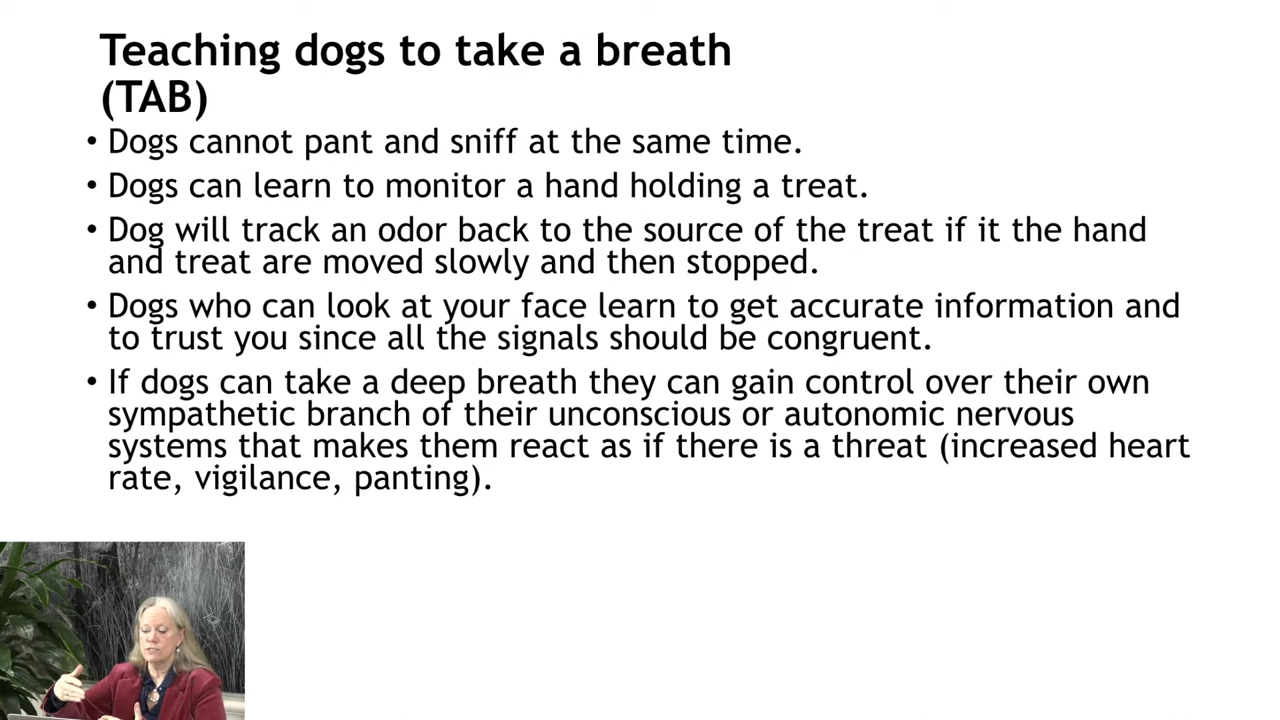 Teaching dogs to take a breath
(TAB)
• Dogs cannot pant and sniff at the same time.
• Dogs can learn to monitor a hand holding a treat.
• Dog will track an odor back to the source of the treat if it the hand
and treat are moved slowly and then stopped.
• Dogs who can look at your face learn to get accurate information and
to trust you since all the signals should be congruent.
• If dogs can take a deep breath they can gain control over their own
sympathetic branch of their unconscious or autonomic nervous
systems that makes them react as if there is a threat (increased heart
rate, vigilance, panting).